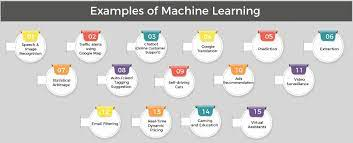 Examples of Machine Learning
01
Speech &
Image
Recognition
02
Traffic alerts
using
Google Map
03
Chatbot
(Online Customer
Support)
04
Google
Translation
05
Prediction
06
Extraction
07
Statistical
Arbitrage
08
Auto-Friend
Tagging
Suggestion
09
Self-driving
Cars
10
Ads
Recommendation
11
Video
Surveillance
12
Email Filtering
13
Real-Time
Dynamic
Pricing
14
Gaming
and Education
15
Virtual
Assistants